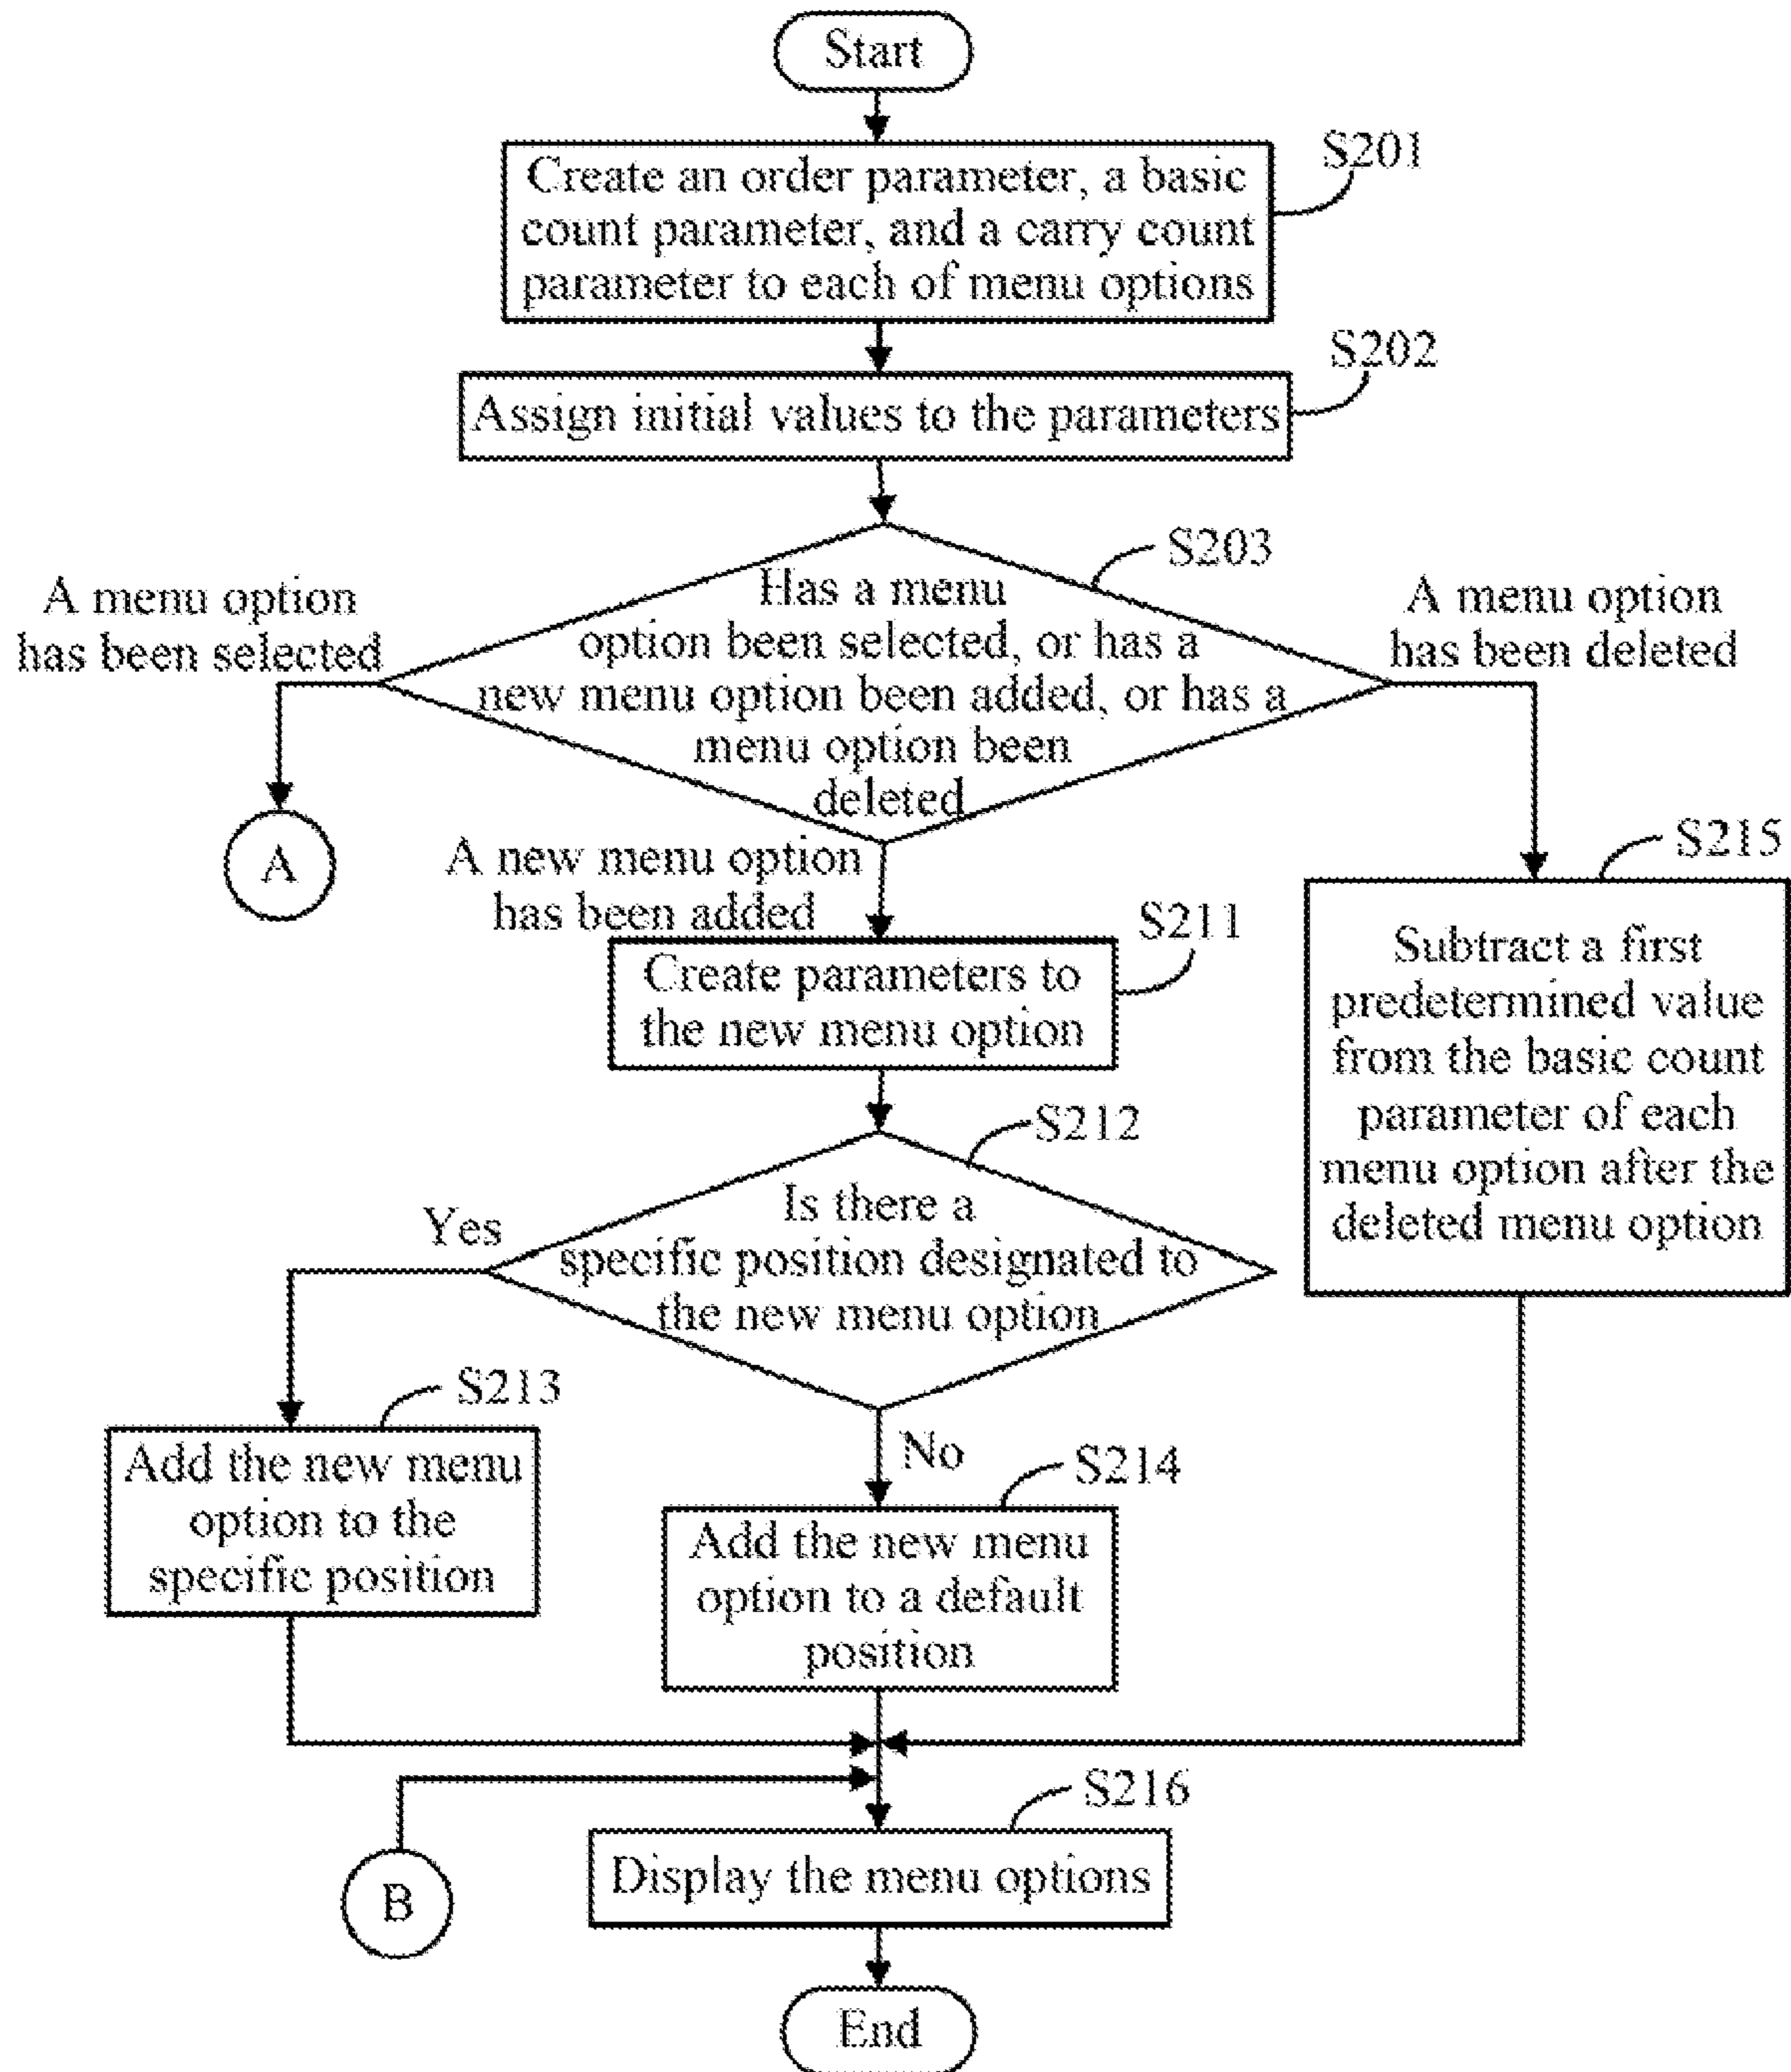 Start
S201
Create an order parameter, a basic
count parameter, and a carry count
parameter to each of menu options
S202
Assign initial values to the parameters
S203
A menu option
has been selected
Has a menu
option been selected, or has a
new menu option been added, or has a
menu option been
deleted
A menu option
has been deleted
A
A new menu option
has been added
S211
Create parameters to
the new menu option
S215
Subtract a first
predetermined value
from the basic count
parameter of each
menu option after the
deleted menu option
S212
Is there a
specific position designated to
the new menu option
Yes
S213
Add the new menu
option to the
specific position
No
S214
Add the new menu
option to a default
position
S216
B
Display the menu options
End